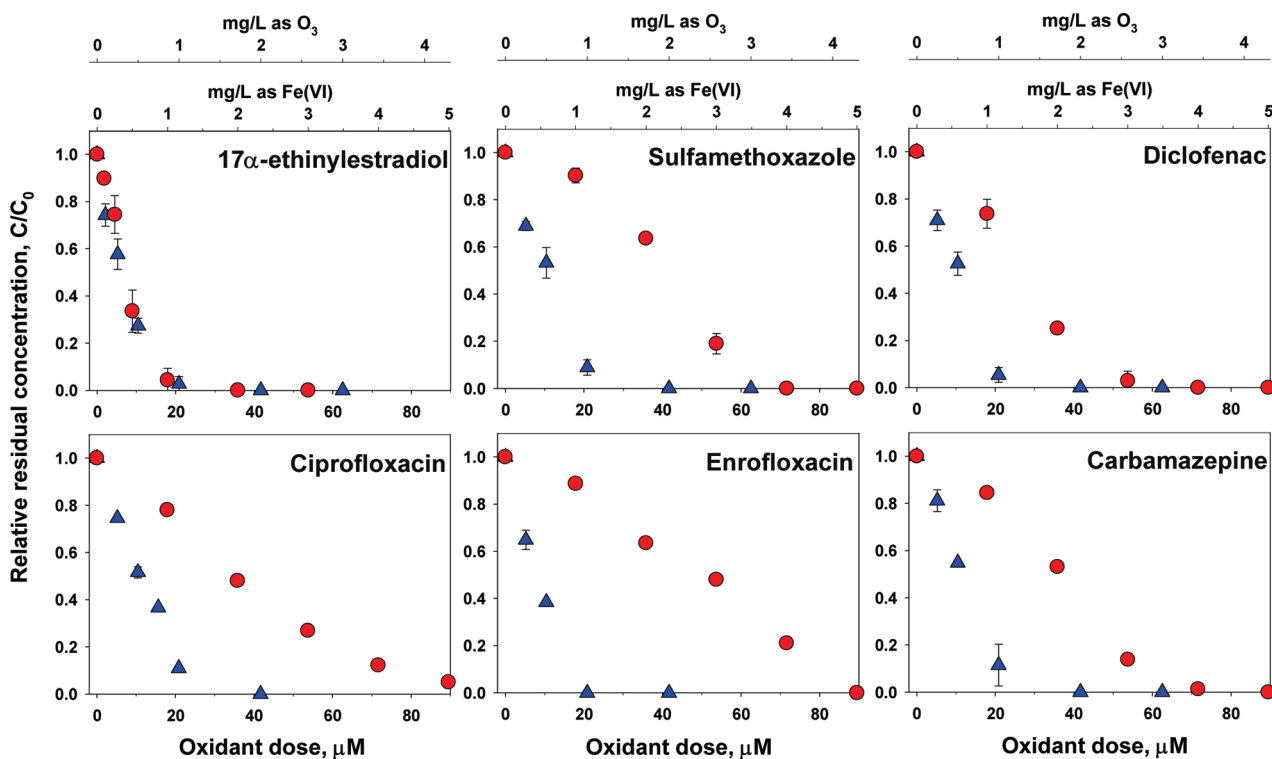 mg/L as O3 mg/L as O3 mg/L as O3
0 1 2 3 4 0 1 2 3 4 0 1 2 3 4
mg/L as Fe(VI) mg/L as Fe(VI) mg/L as Fe(VI)
0 1 2 3 4 5 0 1 2 3 4 5 0 1 2 3 4 5
17α-ethinylestradiol Sulfamethoxazole Diclofenac
1.0 1.0 1.0
0.8 0.8 0.8
0.6 0.6 0.6
0.4 0.4 0.4
0.2 0.2 0.2
0.0 0.0 0.0
0 20 40 60 80 0 20 40 60 80 0 20 40 60 80
Relative residual concentration, C/C0
Ciprofloxacin Enrofloxacin Carbamazepine
1.0 1.0 1.0
0.8 0.8 0.8
0.6 0.6 0.6
0.4 0.4 0.4
0.2 0.2 0.2
0.0 0.0 0.0
0 20 40 60 80 0 20 40 60 80 0 20 40 60 80
Oxidant dose, μM Oxidant dose, μM Oxidant dose, μM